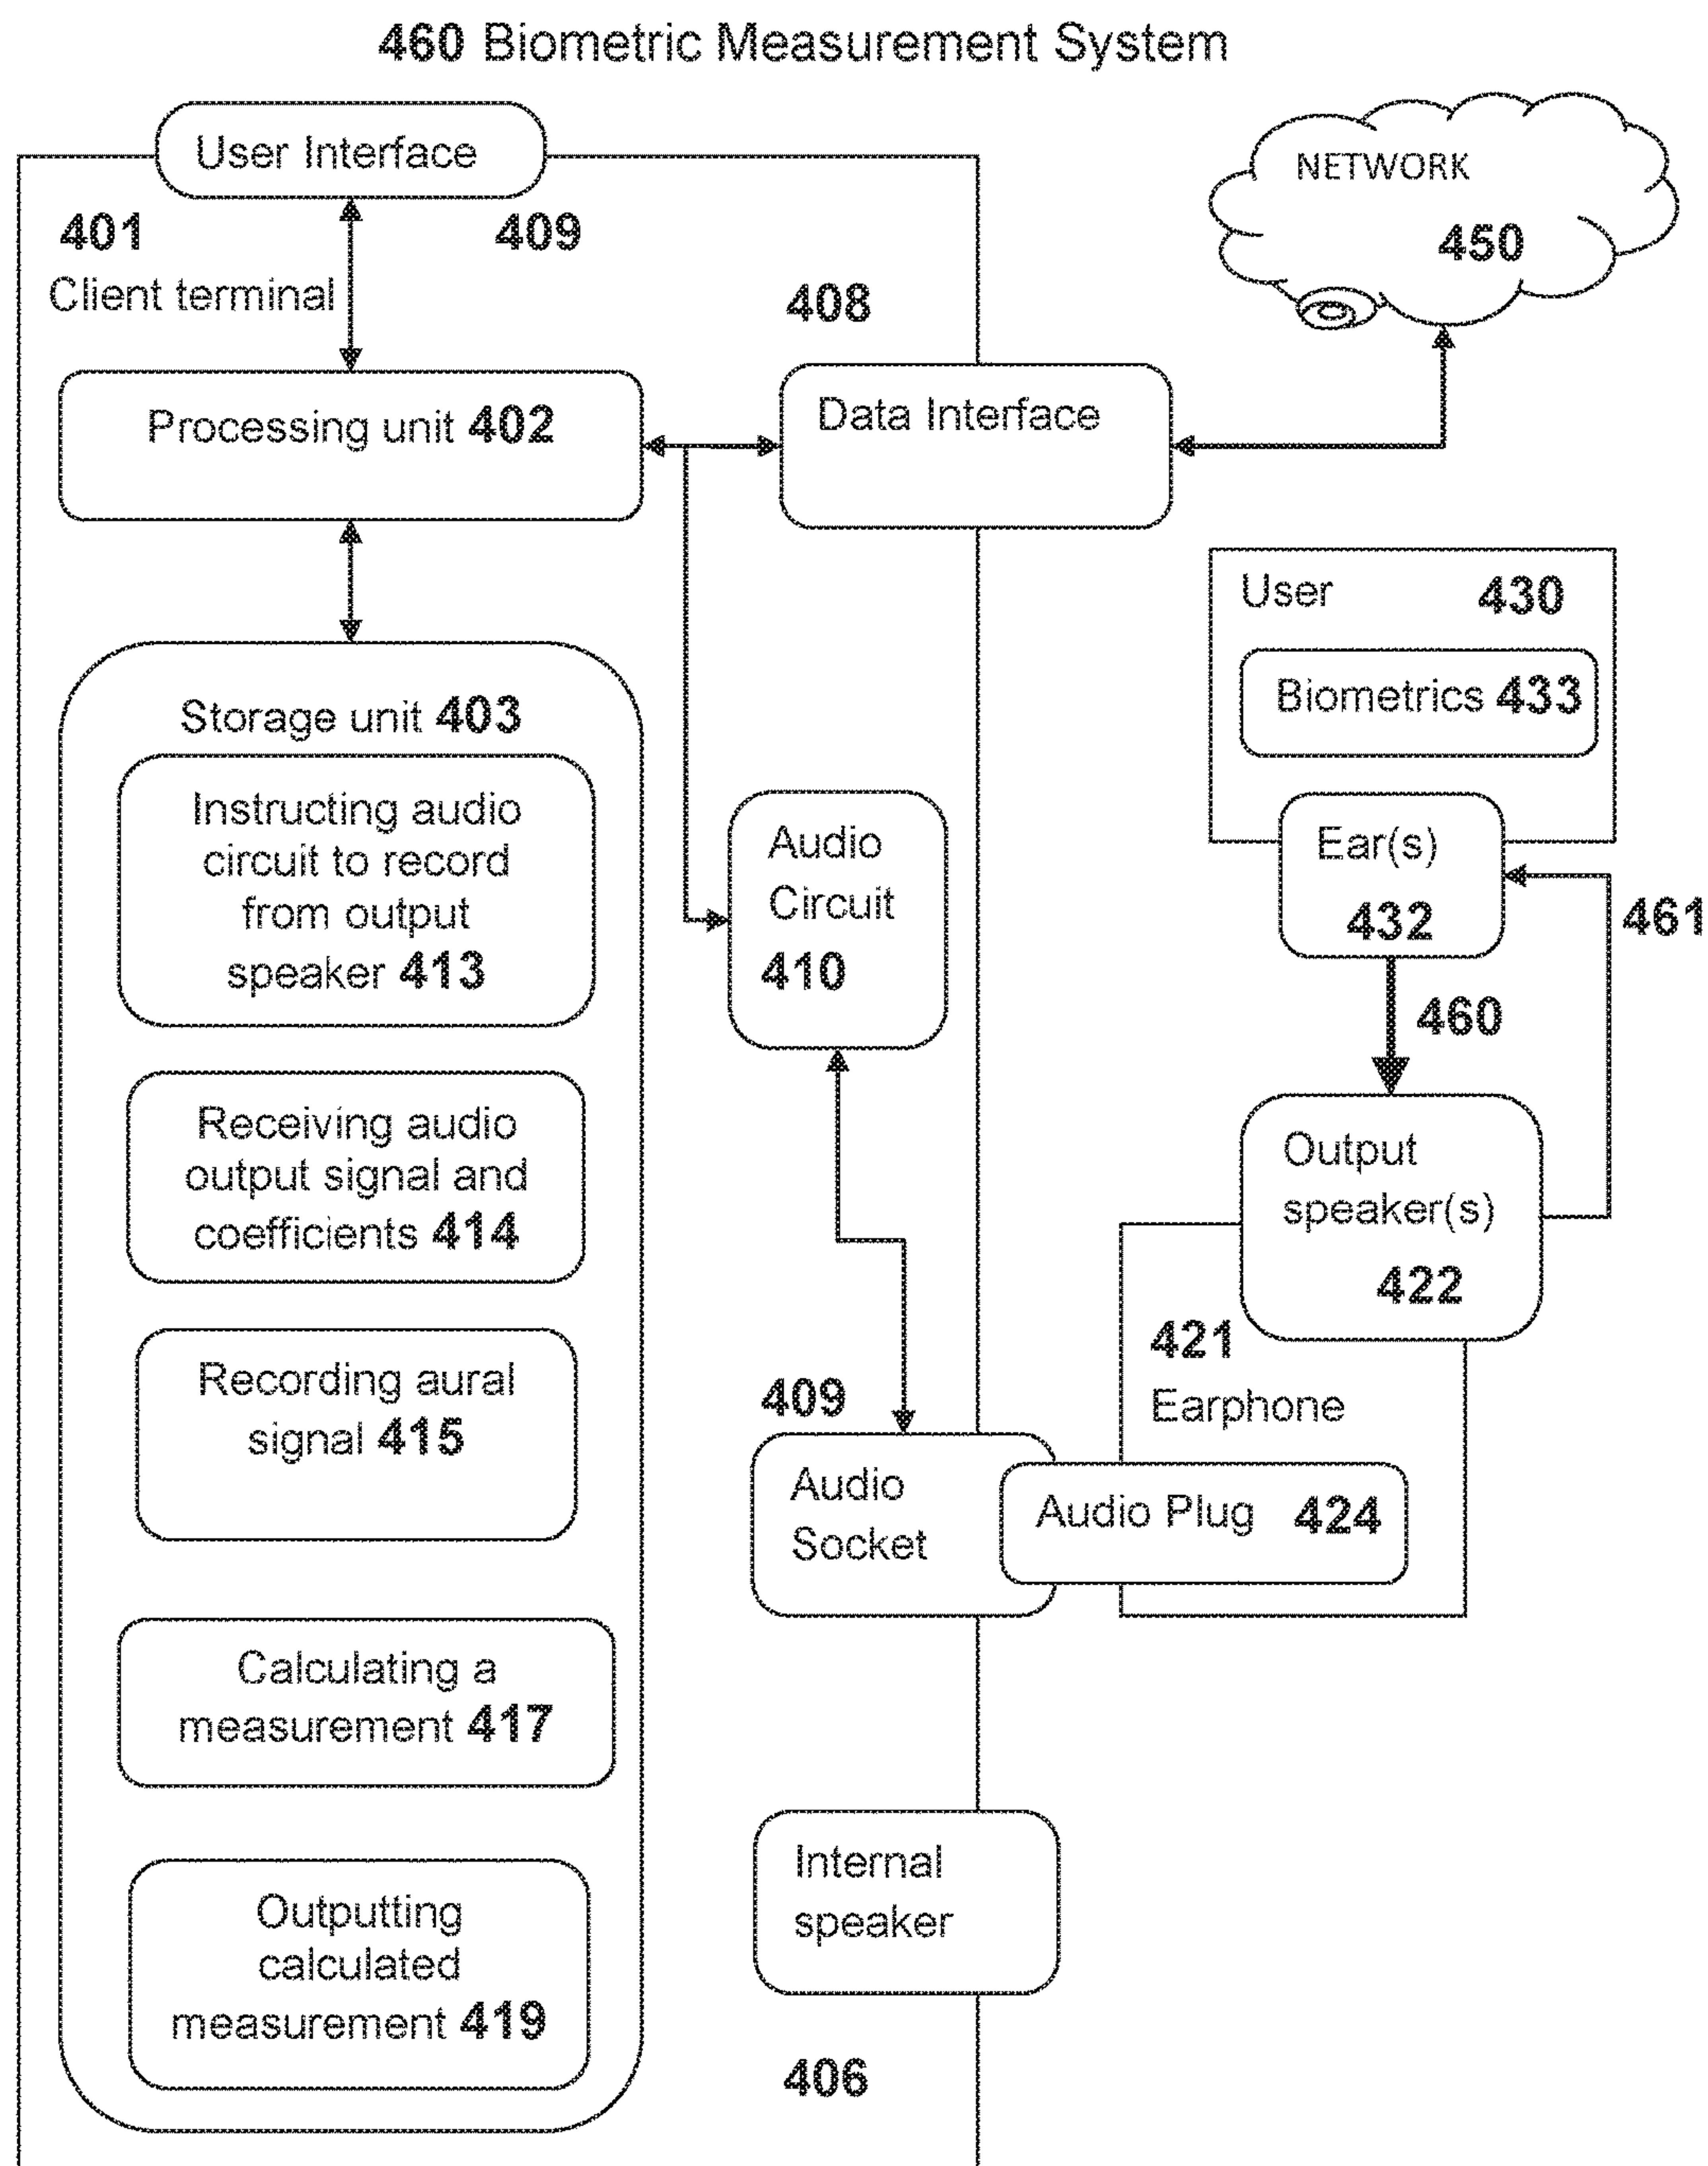 460 Biometric Measurement System
User Interface
401
409
Client terminal
408
NETWORK
450
Processing unit 402
Data Interface
User 430
Biometrics 433
Storage unit 403
Instructing audio
circuit to record
from output
speaker 413
Audio
Circuit
410
Ear(s)
432
461
460
Receiving audio
output signal and
coefficients 414
Output
speaker(s)
422
Recording aural
signal 415
421
Earphone
409
Audio
Socket
Audio Plug 424
Calculating a
measurement 417
Internal
speaker
Outputting
calculated
measurement 419
406